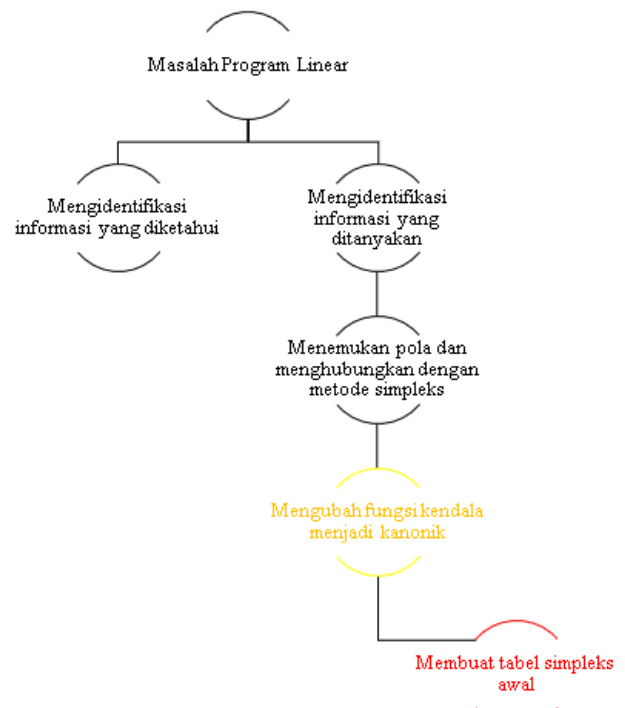 Masalah Program Linear
Mengidentifikasi
informasi yang diketahui
Mengidentifikasi
informasi yang
ditanyakan
Menemukan pola dan
menghubungkan dengan
metode simpleks
Mengubah fungsi kendala
menjadi kanonik
Membuat tabel simpleks
awal